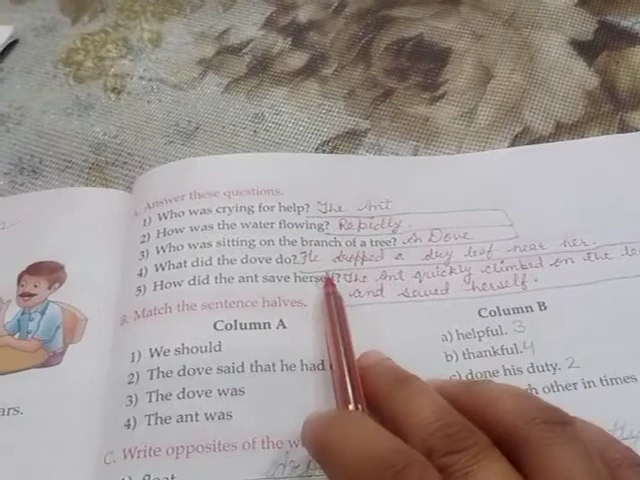 Answer these questions.
1) Who was crying for help? The Ant
2) How was the water flowing? Rapidly.
3) Who was sitting on the branch of a tree? An Dove
4) What did the dove do? He dropped a dry leaf near her.
5) How did the ant save herself? The Ant quickly climbed on the
and saved herself.
B. Match the sentence halves.
Column A Column B
1) We should a) helpful. 3
2) The dove said that he had b) thankful. 4
3) The dove was c) done his duty. 2
4) The ant was h other in times
ars.
C. Write opposites of the w
1) float